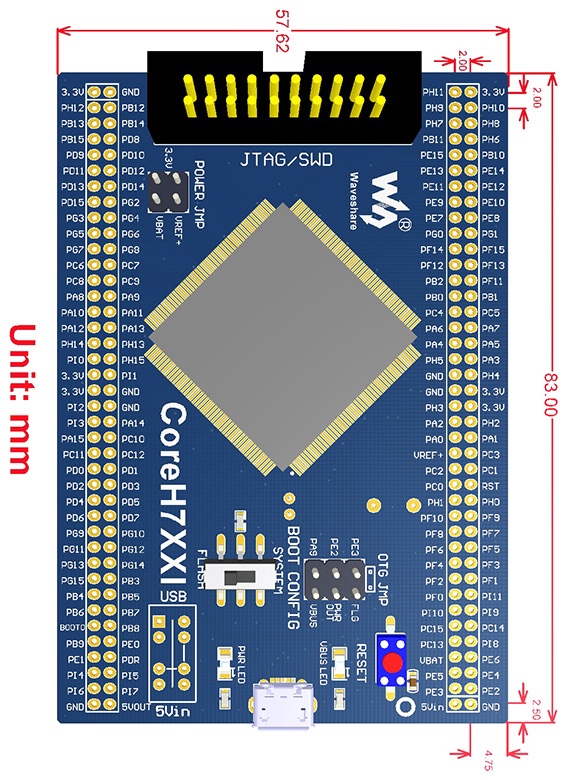 57.62
2.00
2.00
83.00
2.50
4.75
Unit: mm
JTAG/SWD
POWER JMP
3.3V
VBAT
VREF+
Waveshare
®
CoreH7XXI
BOOT CONFIG
FLASH
SYSTEM
PA9
PE2
PE3
OTG JMP
VBUS
PWR OUT
FLG
USB
5Vin
PWR LED
VBUS LED
RESET
3.3V GND
PH12 PB12
PB13 PB14
PB15 PD8
PD9 PD10
PD11 PD12
PD13 PD14
PD15 PG2
PG3 PG4
PG5 PG6
PG7 PG8
PC6 PC7
PC8 PC9
PA8 PA9
PA10 PA11
PA12 PA13
PH14 PH13
PI0 PH15
3.3V PI1
3.3V GND
PI2 GND
PI3 PA14
PA15 PC10
PC11 PC12
PD0 PD1
PD2 PD3
PD4 PD5
PD6 PD7
PG9 PG10
PG11 PG12
PG13 PG14
PG15 PB3
PB4 PB5
PB6 PB7
BOOT0 PB8
PB9 PE0
PE1 PDR
PI4 PI5
PI6 PI7
GND 5VOUT
PH11 3.3V
PH9 PH10
PH7 PH8
PB11 PH6
PE15 PB10
PE13 PE14
PE11 PE12
PE9 PE10
PE7 PE8
PG0 PG1
PF14 PF15
PF12 PF13
PB2 PF11
PB0 PB1
PC4 PC5
PA6 PA7
PA4 PA5
PH5 PA3
GND PH4
GND 3.3V
PH3 3.3V
PA2 PH2
PA0 PA1
VREF+ PC3
PC2 PC1
PC0 RST
PH1 PH0
PF10 PF9
PF8 PF7
PF6 PF5
PF4 PF3
PF2 PF1
PF0 PI11
PI10 PI9
PC15 PC14
PC13 PI8
VBAT PE6
PE5 PE4
PE3 PE2
5Vin GND